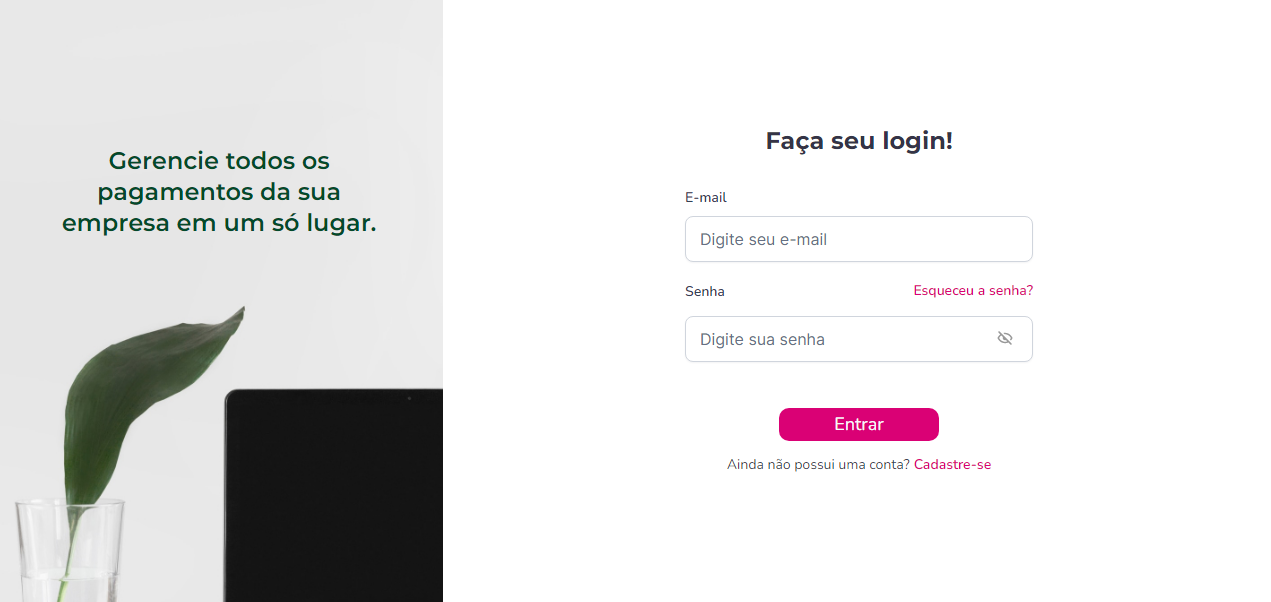 Gerencie todos os
pagamentos da sua
empresa em um só lugar.
Faça seu login!
E-mail
Digite seu e-mail
Senha
Esqueceu a senha?
Digite sua senha
Entrar
Ainda não possui uma conta? Cadastre-se